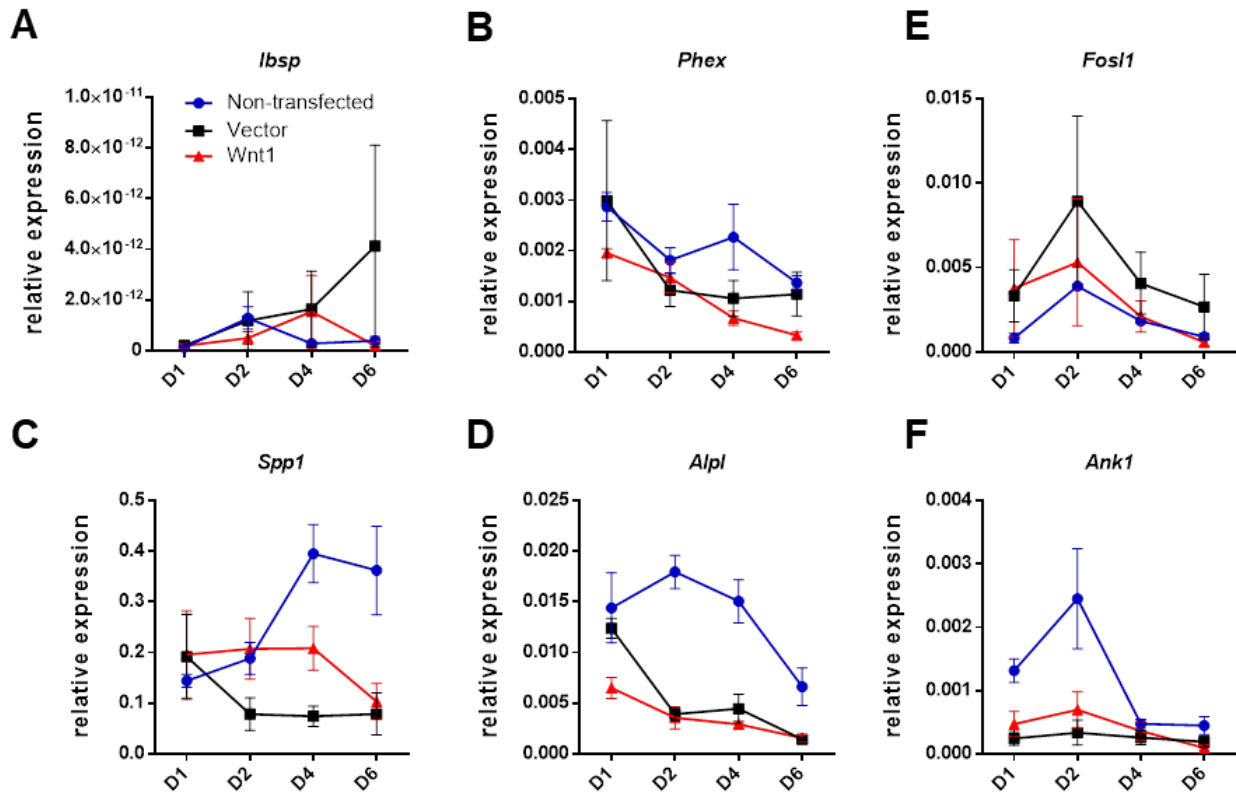 A
Ibsp
relative expression
1.0×10⁻¹¹
8.0×10⁻¹²
6.0×10⁻¹²
4.0×10⁻¹²
2.0×10⁻¹²
0
Non-transfected
Vector
Wnt1
D1 D2 D4 D6
B
Phex
relative expression
0.005
0.004
0.003
0.002
0.001
0.000
D1 D2 D4 D6
E
Fosl1
relative expression
0.015
0.010
0.005
0.000
D1 D2 D4 D6
C
Spp1
relative expression
0.5
0.4
0.3
0.2
0.1
0.0
D1 D2 D4 D6
D
Alpl
relative expression
0.025
0.020
0.015
0.010
0.005
0.000
D1 D2 D4 D6
F
Ank1
relative expression
0.004
0.003
0.002
0.001
0.000
D1 D2 D4 D6